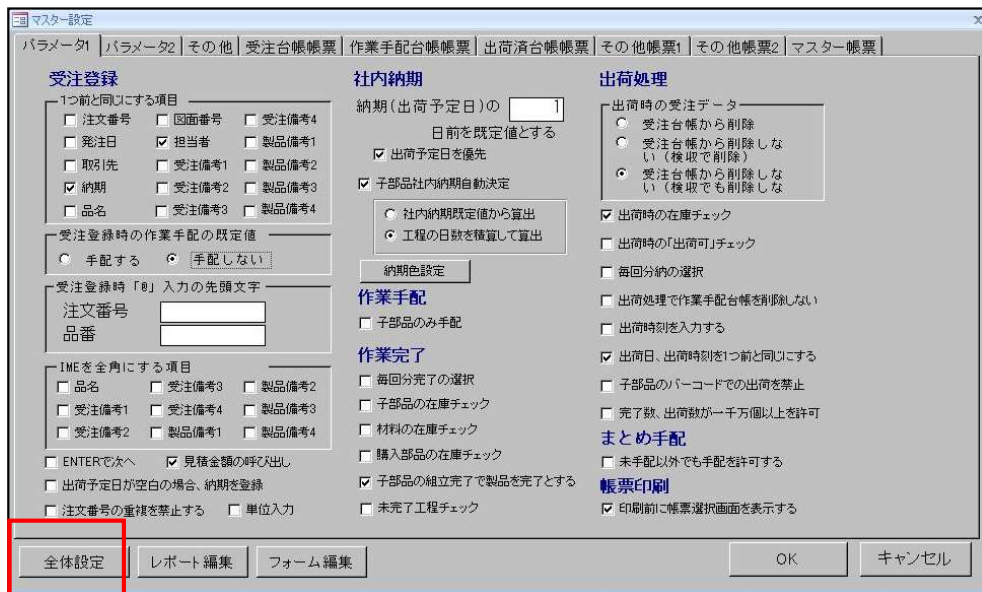 マスター設定
x
パラメータ1 パラメータ2 その他 受注台帳帳票 作業手配台帳帳票 出荷済台帳帳票 その他帳票1 その他帳票2 マスター帳票
受注登録
1つ前と同じにする項目
注文番号 図面番号 受注備考4
発注日 担当者 製品備考1
取引先 受注備考1 製品備考2
納期 受注備考2 製品備考3
品名 受注備考3 製品備考4
受注登録時の作業手配の既定値
手配する 手配しない
受注登録時「@」入力の先頭文字
注文番号
品番
IMEを全角にする項目
品名 受注備考3 製品備考2
受注備考1 受注備考4 製品備考3
受注備考2 製品備考1 製品備考4
ENTERで次へ 見積金額の呼び出し
出荷予定日が空白の場合、納期を登録
注文番号の重複を禁止する 単位入力
社内納期
納期(出荷予定日)の 1
日前を既定値とする
出荷予定日を優先
子部品社内納期自動決定
社内納期既定値から算出
工程の日数を積算して算出
納期色設定
作業手配
子部品のみ手配
作業完了
毎回分完了の選択
子部品の在庫チェック
材料の在庫チェック
購入部品の在庫チェック
子部品の組立完了で製品を完了とする
未完了工程チェック
出荷処理
出荷時の受注データ
受注台帳から削除
受注台帳から削除しな
い(検収で削除)
受注台帳から削除しな
い(検収でも削除しな
出荷時の在庫チェック
出荷時の「出荷可」チェック
毎回分納の選択
出荷処理で作業手配台帳を削除しない
出荷時刻を入力する
出荷日、出荷時刻を1つ前と同じにする
子部品のバーコードでの出荷を禁止
完了数、出荷数が一千万個以上を許可
まとめ手配
未手配以外でも手配を許可する
帳票印刷
印刷前に帳票選択画面を表示する
全体設定 レポート編集 フォーム編集 OK キャンセル